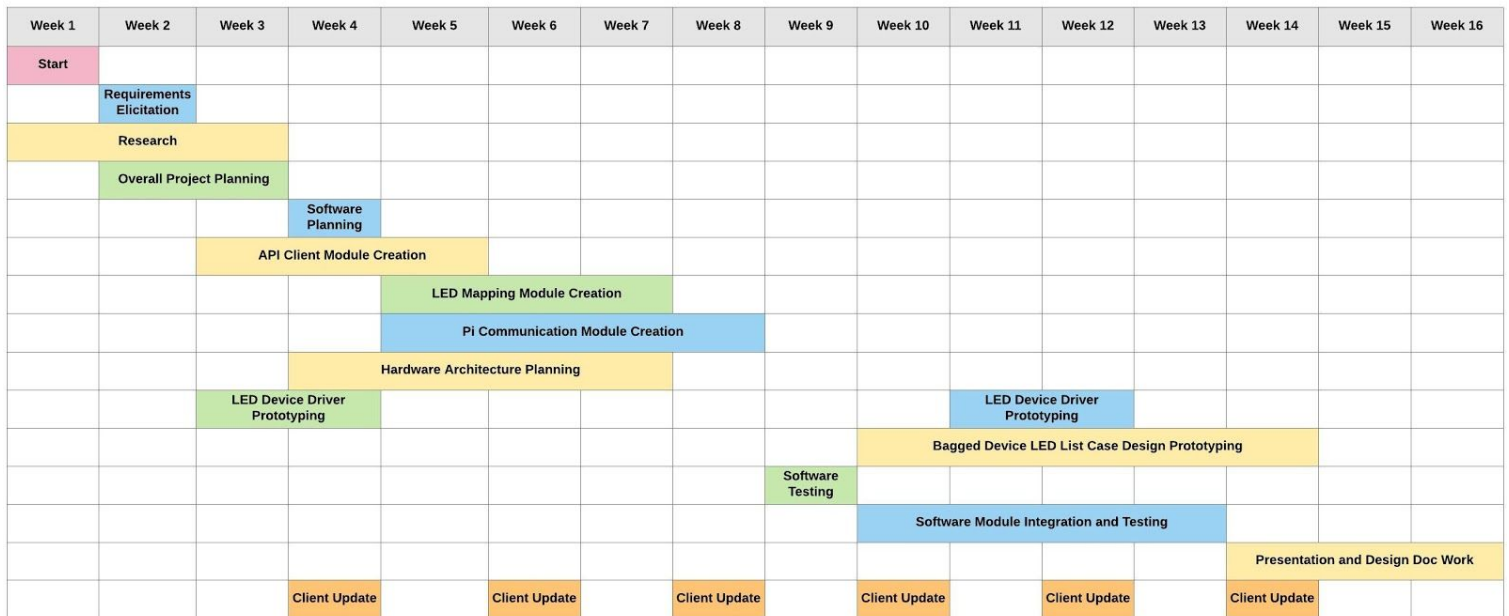 Week 1 Week 2 Week 3 Week 4 Week 5 Week 6 Week 7 Week 8 Week 9 Week 10 Week 11 Week 12 Week 13 Week 14 Week 15 Week 16
Start
Requirements
Elicitation
Research
Overall Project Planning
Software
Planning
API Client Module Creation
LED Mapping Module Creation
Pi Communication Module Creation
Hardware Architecture Planning
LED Device Driver
Prototyping
LED Device Driver
Prototyping
Bagged Device LED List Case Design Prototyping
Software
Testing
Software Module Integration and Testing
Presentation and Design Doc Work
Client Update Client Update Client Update Client Update Client Update Client Update